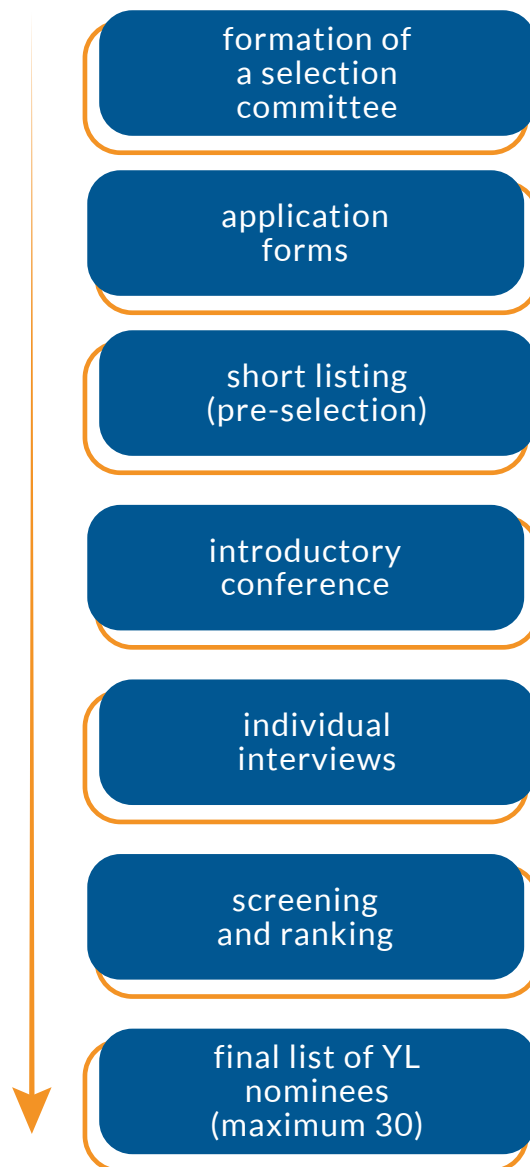 formation of
a selection
committee
application
forms
short listing
(pre-selection)
introductory
conference
individual
interviews
screening
and ranking
final list of YL
nominees
(maximum 30)